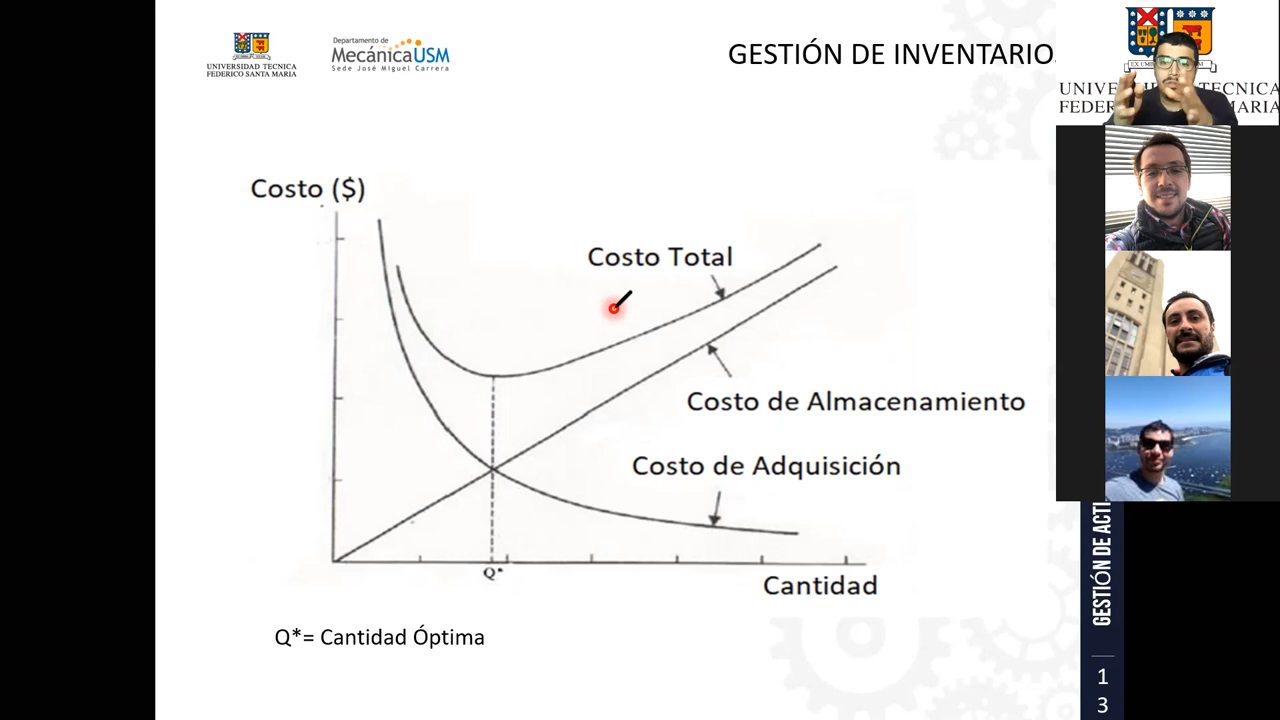 UNIVERSIDAD TECNICA
FEDERICO SANTA MARIA
Departamento de
MecánicaUSM
Sede José Miguel Carrera
GESTIÓN DE INVENTARIO
Costo ($)
Costo Total
Costo de Almacenamiento
Costo de Adquisición
Q*
Cantidad
Q*= Cantidad Óptima
GESTIÓN DE ACTI
1
3